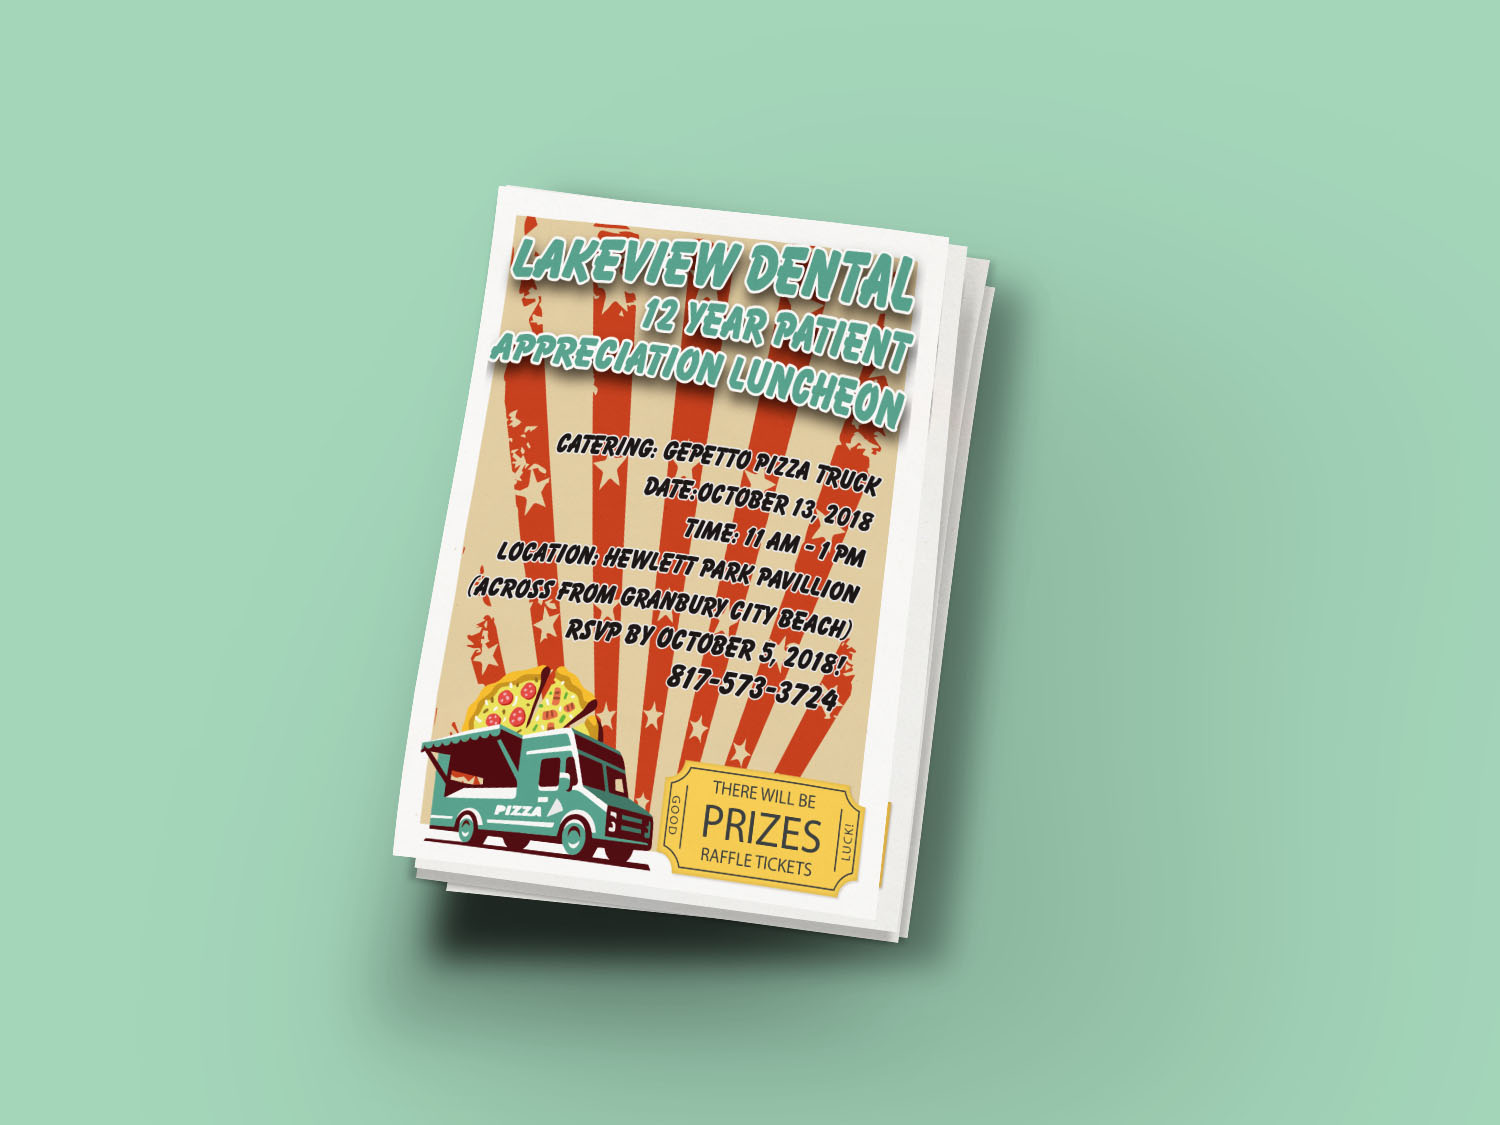 LAKEVIEW DENTAL
12 YEAR PATIENT
APPRECIATION LUNCHEON
CATERING: GEPETTO PIZZA TRUCK
DATE:OCTOBER 13, 2018
TIME: 11 AM - 1 PM
LOCATION: HEWLETT PARK PAVILLION
(ACROSS FROM GRANBURY CITY BEACH)
RSVP BY OCTOBER 5, 2018!
817-573-3724
PIZZA
GOOD
THERE WILL BE
PRIZES
RAFFLE TICKETS
LUCK!